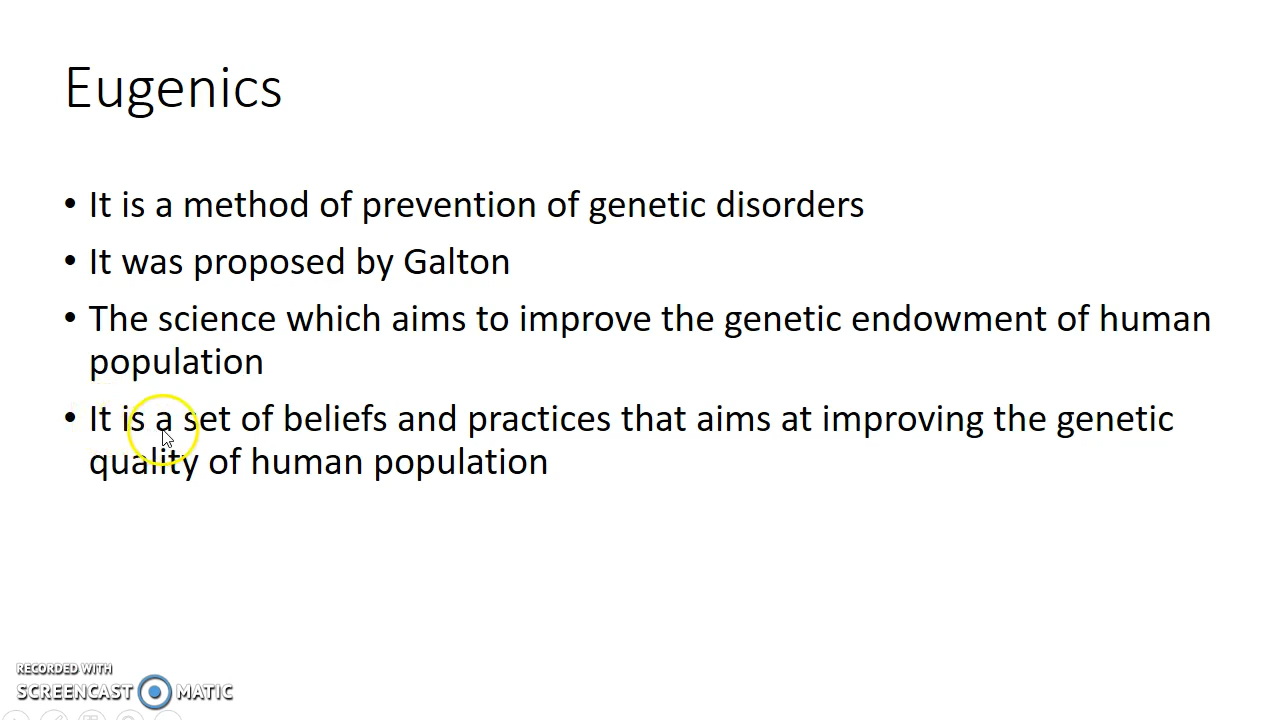 Eugenics
• It is a method of prevention of genetic disorders
• It was proposed by Galton
• The science which aims to improve the genetic endowment of human
population
• It is a set of beliefs and practices that aims at improving the genetic
quality of human population
RECORDED WITH
SCREENCAST MATIC